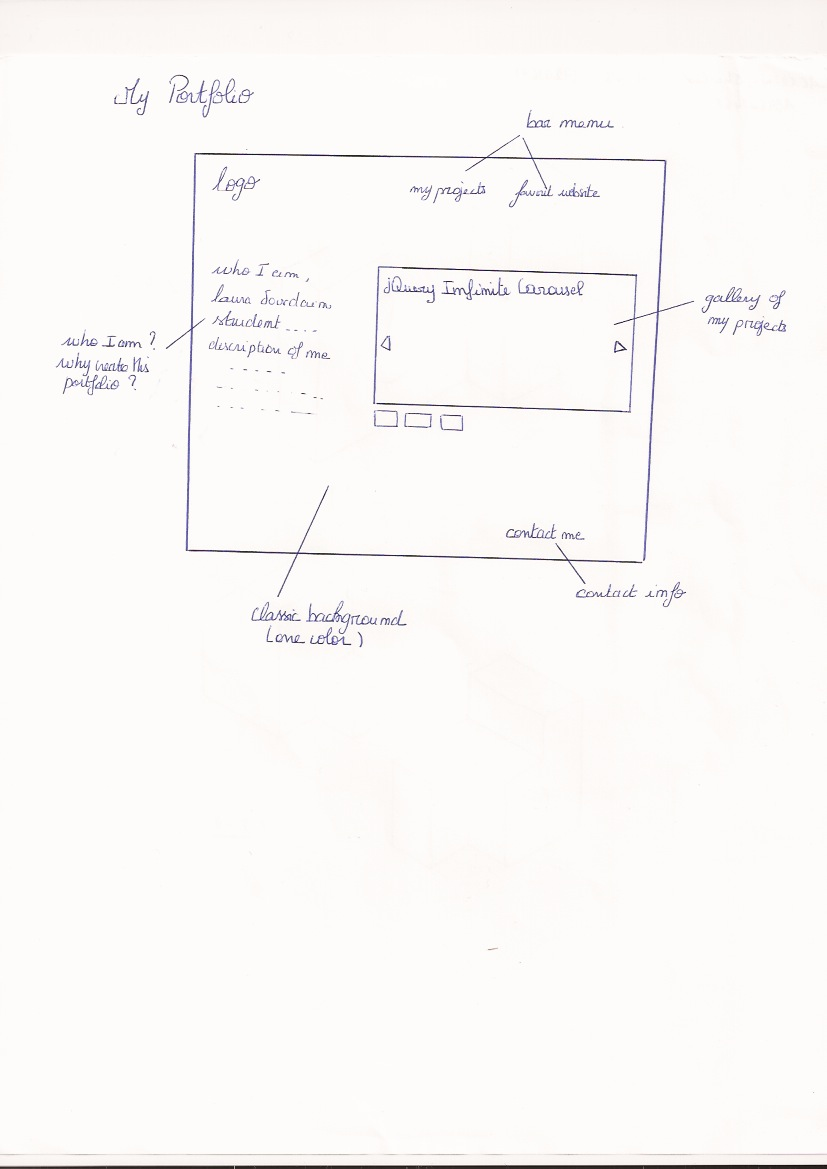 My Portfolio
bar menu
logo
my projects favorit website
who I am,
laura Jourdain
student ....
description of me
jQuery Infinite Carousel
gallery of
my projects
who I am ?
why create this
portfolio ?
contact me
contact info
classic background
(one color)